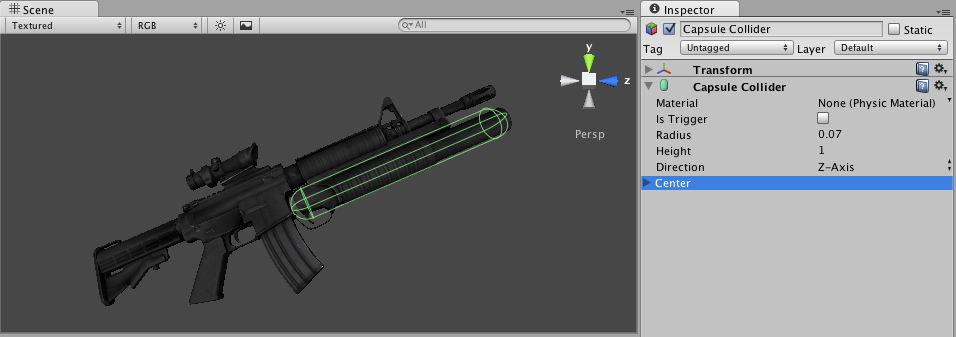 Scene
Textured RGB All
y
z
Persp
Inspector
Capsule Collider Static
Tag Untagged Layer Default
Transform
Capsule Collider
Material None (Physic Material)
Is Trigger
Radius 0.07
Height 1
Direction Z-Axis
Center